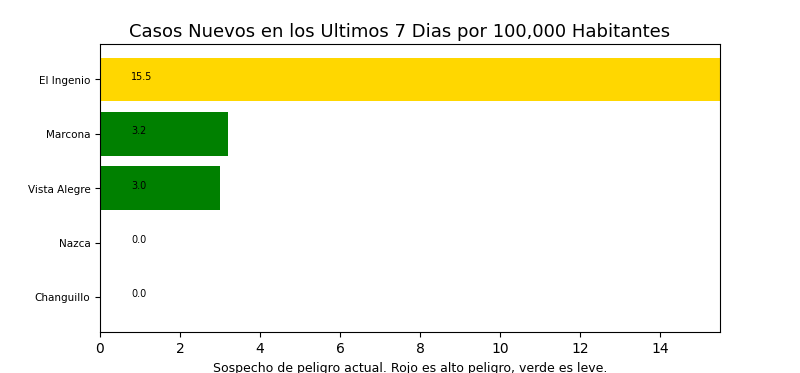 Casos Nuevos en los Ultimos 7 Dias por 100,000 Habitantes
El Ingenio 15.5
Marcona 3.2
Vista Alegre 3.0
Nazca 0.0
Changuillo 0.0
0 2 4 6 8 10 12 14
Sospecho de peligro actual. Rojo es alto peligro, verde es leve.